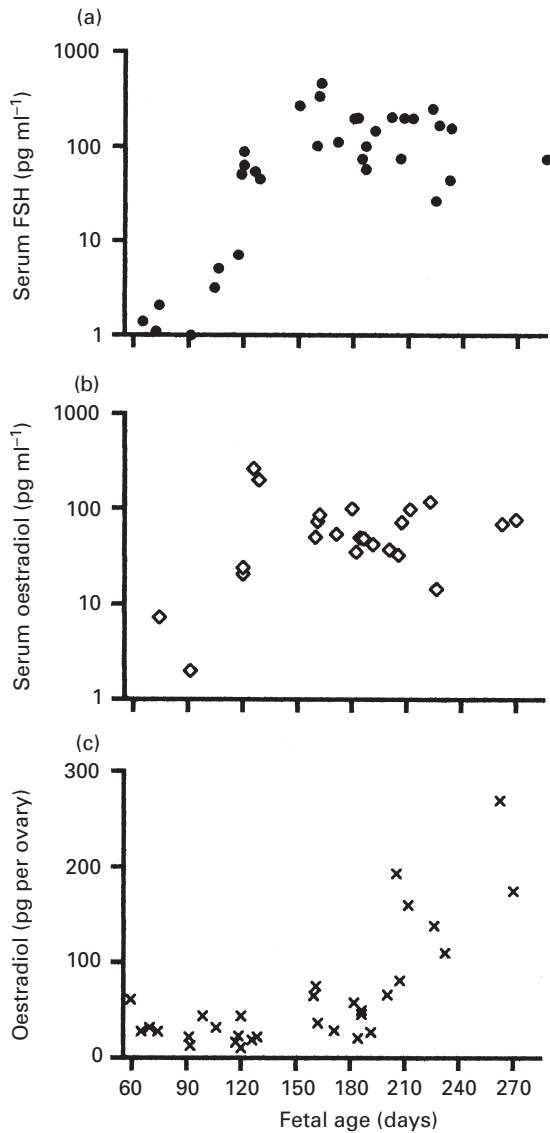 (a)
1000
100
10
1
Serum FSH (pg ml⁻¹)
(b)
1000
100
10
1
Serum oestradiol (pg ml⁻¹)
(c)
300
200
100
0
Oestradiol (pg per ovary)
60 90 120 150 180 210 240 270
Fetal age (days)